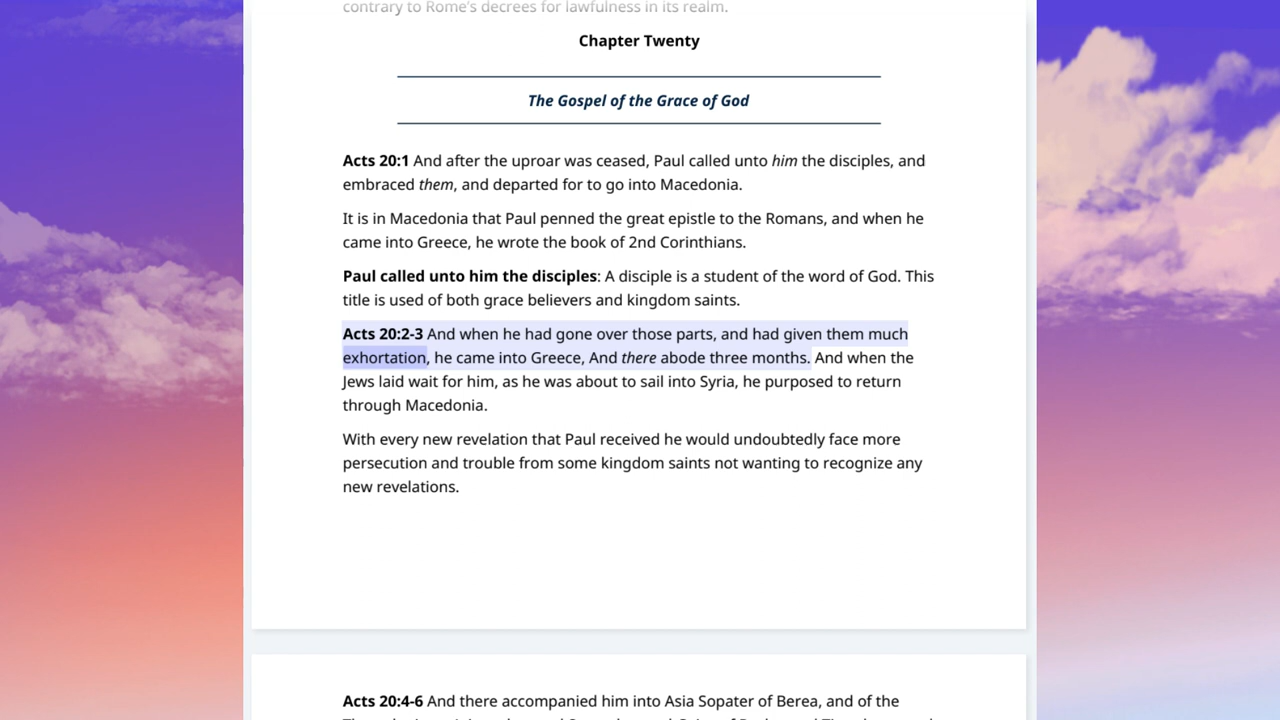 contrary to Rome's decrees for lawfulness in its realm.
Chapter Twenty
The Gospel of the Grace of God
Acts 20:1 And after the uproar was ceased, Paul called unto him the disciples, and
embraced them, and departed for to go into Macedonia.
It is in Macedonia that Paul penned the great epistle to the Romans, and when he
came into Greece, he wrote the book of 2nd Corinthians.
Paul called unto him the disciples: A disciple is a student of the word of God. This
title is used of both grace believers and kingdom saints.
Acts 20:2-3 And when he had gone over those parts, and had given them much
exhortation, he came into Greece, And there abode three months. And when the
Jews laid wait for him, as he was about to sail into Syria, he purposed to return
through Macedonia.
With every new revelation that Paul received he would undoubtedly face more
persecution and trouble from some kingdom saints not wanting to recognize any
new revelations.
Acts 20:4-6 And there accompanied him into Asia Sopater of Berea, and of the